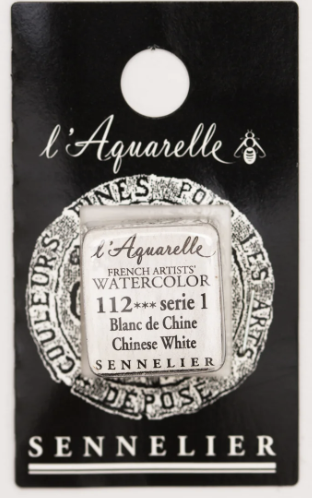 l'Aquarelle
COULEURS FINES POUR LES ARTS
DEPOSÉ
l'Aquarelle
FRENCH ARTISTS'
WATERCOLOR
112*** serie 1
Blanc de Chine
Chinese White
SENNELIER
SENNELIER